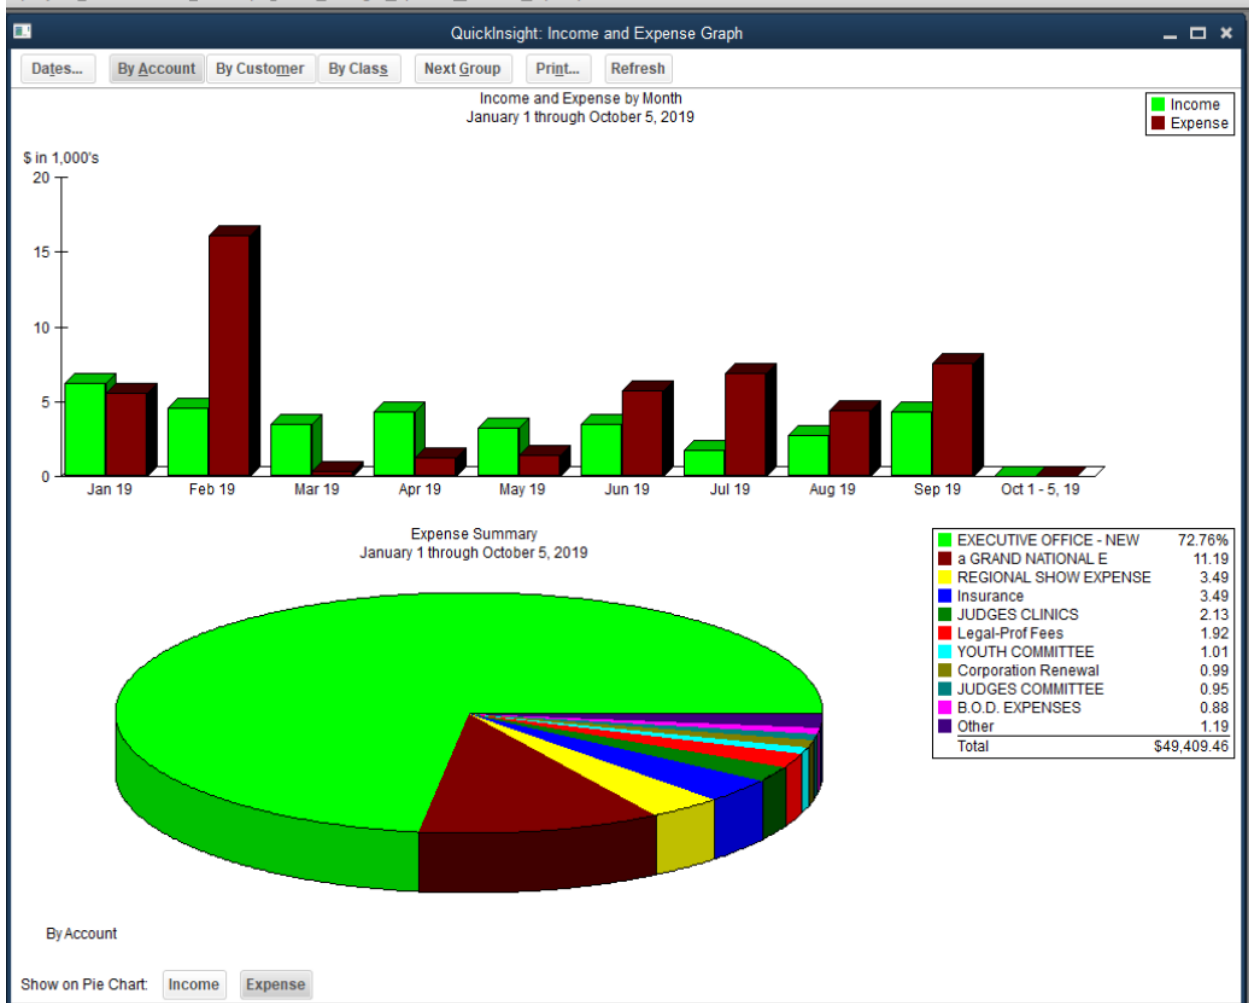 QuickInsight: Income and Expense Graph
Dates... By Account By Customer By Class Next Group Print... Refresh
Income and Expense by Month
January 1 through October 5, 2019
Income
Expense
$ in 1,000's
20
15
10
5
0
Jan 19 Feb 19 Mar 19 Apr 19 May 19 Jun 19 Jul 19 Aug 19 Sep 19 Oct 1 - 5, 19
Expense Summary
January 1 through October 5, 2019
EXECUTIVE OFFICE - NEW 72.76%
a GRAND NATIONAL E 11.19
REGIONAL SHOW EXPENSE 3.49
Insurance 3.49
JUDGES CLINICS 2.13
Legal-Prof Fees 1.92
YOUTH COMMITTEE 1.01
Corporation Renewal 0.99
JUDGES COMMITTEE 0.95
B.O.D. EXPENSES 0.88
Other 1.19
Total $49,409.46
By Account
Show on Pie Chart: Income Expense